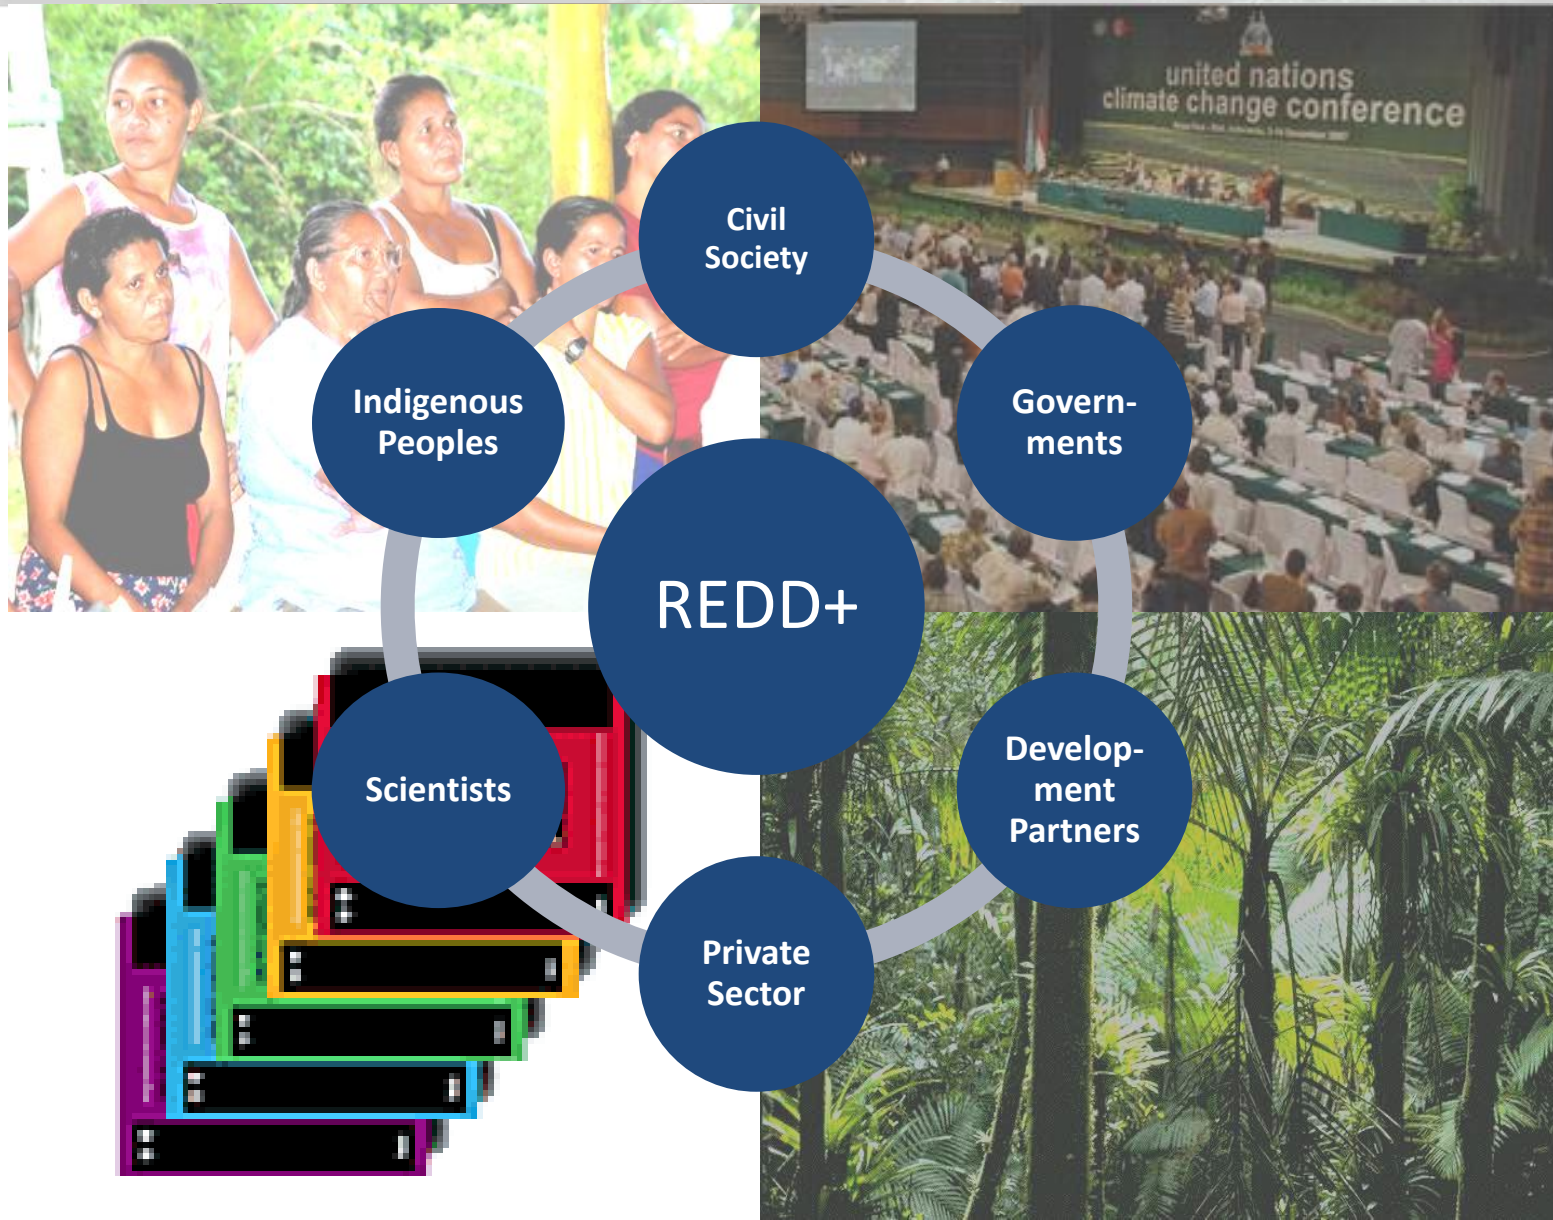 united nations
climate change conference
Civil
Society
Indigenous
Peoples
Govern-
ments
REDD+
Scientists
Develop-
ment
Partners
Private
Sector